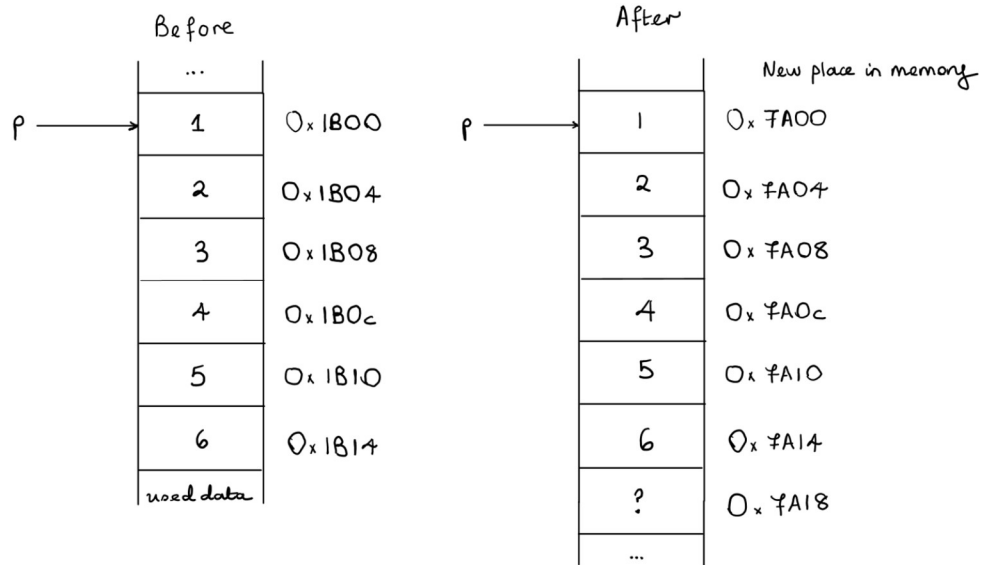 Before
...
p
1 0x1B00
2 0x1B04
3 0x1B08
4 0x1B0c
5 0x1B10
6 0x1B14
used data
After
New place in memory
p
1 0x7A00
2 0x7A04
3 0x7A08
4 0x7A0c
5 0x7A10
6 0x7A14
? 0x7A18
...